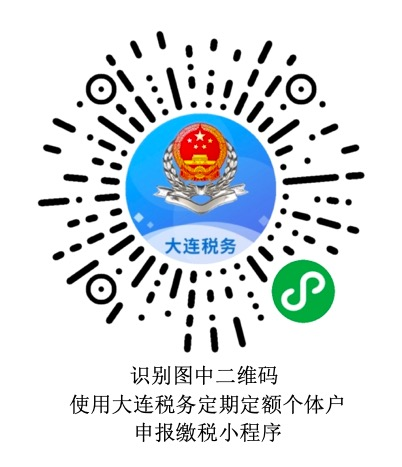 大连税务
识别图中二维码
使用大连税务定期定额个体户
申报缴税小程序